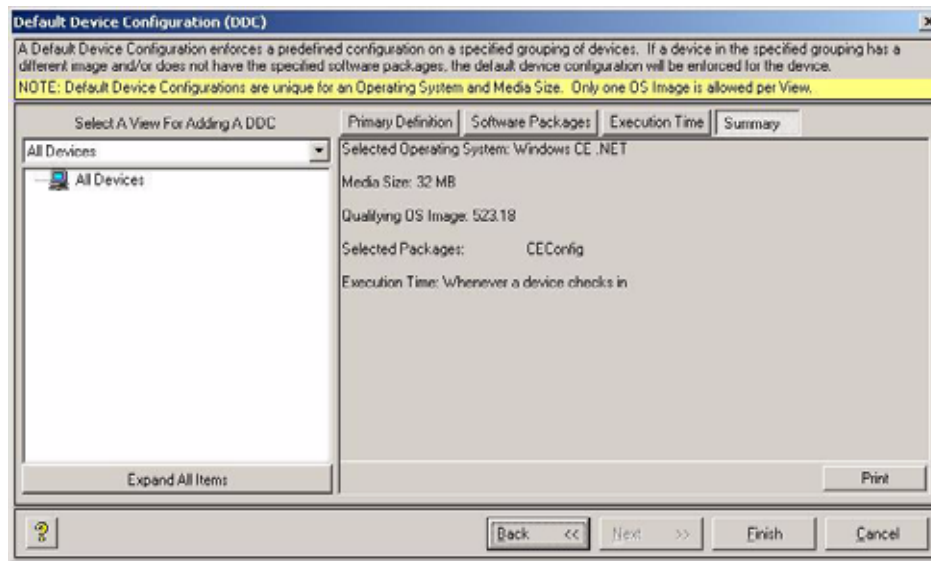 Default Device Configuration (DDC)
A Default Device Configuration enforces a predefined configuration on a specified grouping of devices. If a device in the specified grouping has a
different image and/or does not have the specified software packages, the default device configuration will be enforced for the device.
NOTE: Default Device Configurations are unique for an Operating System and Media Size. Only one OS Image is allowed per View.
Select A View For Adding A DDC
All Devices
All Devices
Expand All Items
Primary Definition Software Packages Execution Time Summary
Selected Operating System: Windows CE .NET
Media Size: 32 MB
Qualifying OS Image: 523.18
Selected Packages: CEConfig
Execution Time: Whenever a device checks in
Print
? Back << Next >> Finish Cancel